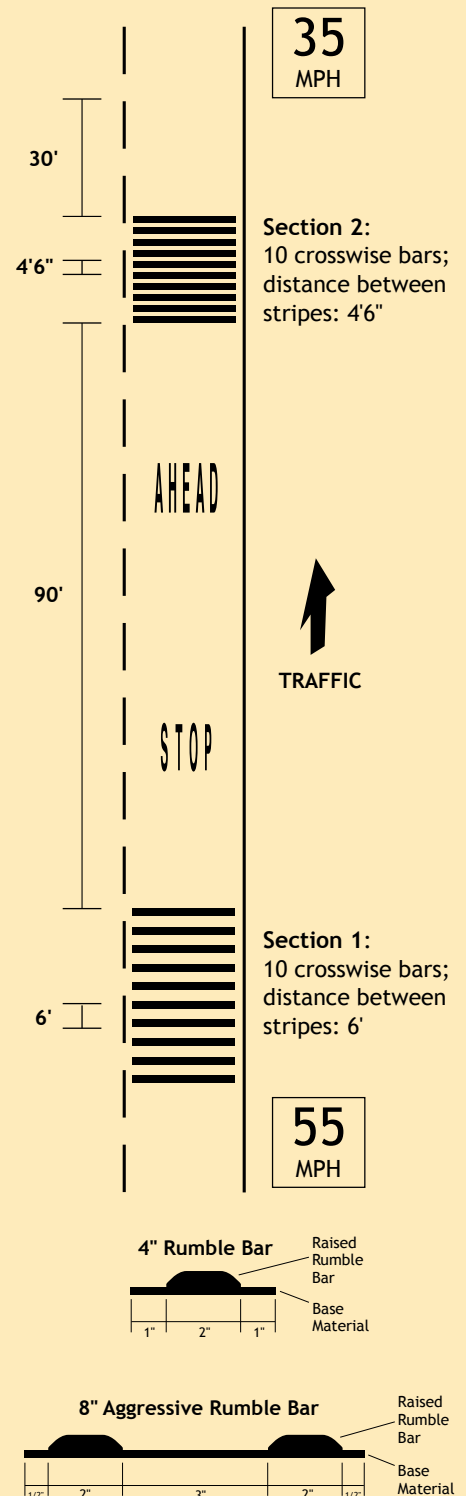 35
MPH
30'
Section 2:
10 crosswise bars;
distance between
stripes: 4'6"
4'6"
AHEAD
90'
TRAFFIC
STOP
Section 1:
10 crosswise bars;
distance between
stripes: 6'
6'
55
MPH
4" Rumble Bar
Raised
Rumble
Bar
Base
Material
1" 2" 1"
8" Aggressive Rumble Bar
Raised
Rumble
Bar
Base
Material
1/2" 2" 3" 2" 1/2"